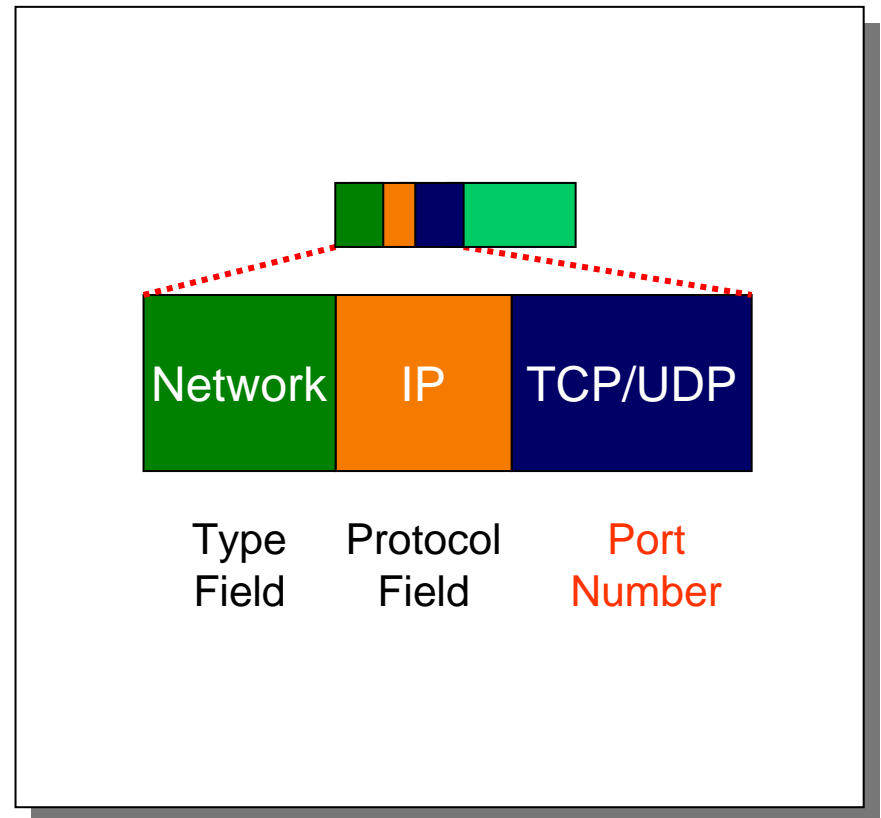 Network IP TCP/UDP
Type Protocol Port
Field Field Number